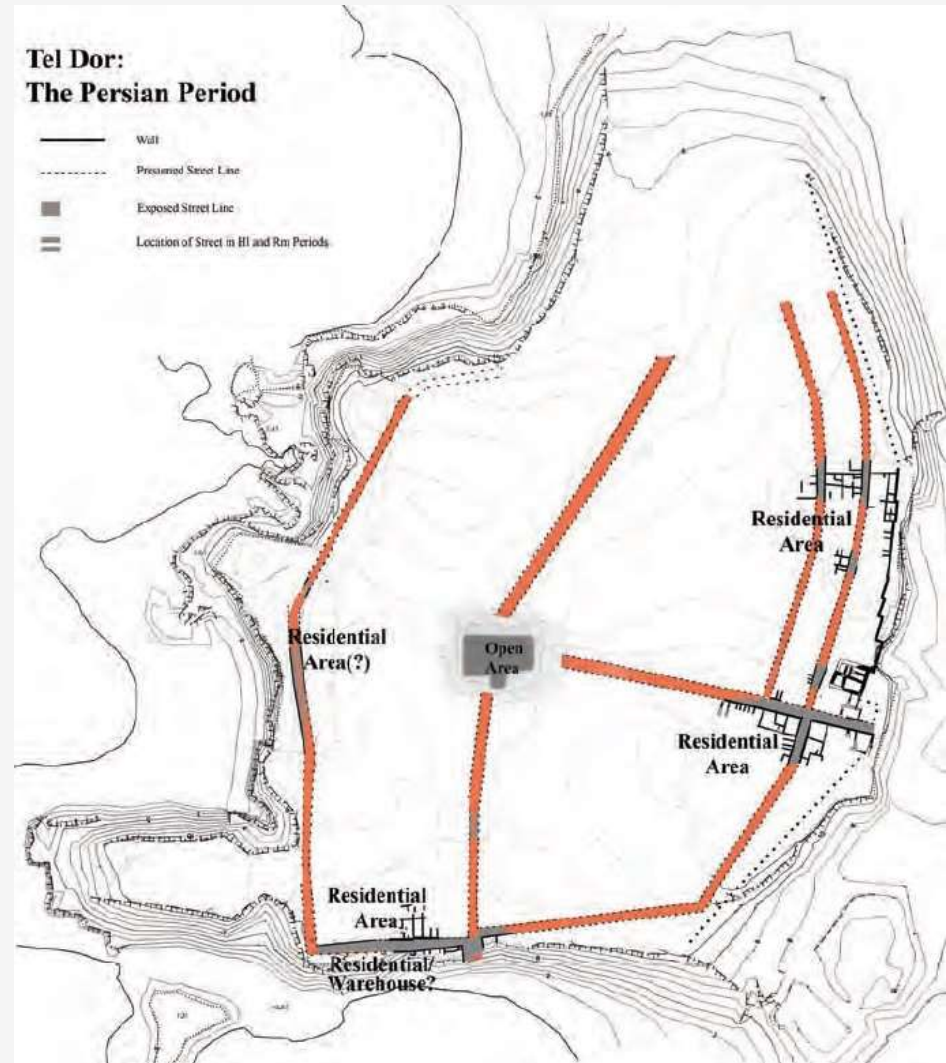 Tel Dor:
The Persian Period
Wall
Presumed Street Line
Exposed Street Line
Location of Street in Hl and Rm Periods
Residential
Area
Residential
Area(?)
Open
Area
Residential
Area
Residential
Area
Residential/
Warehouse?